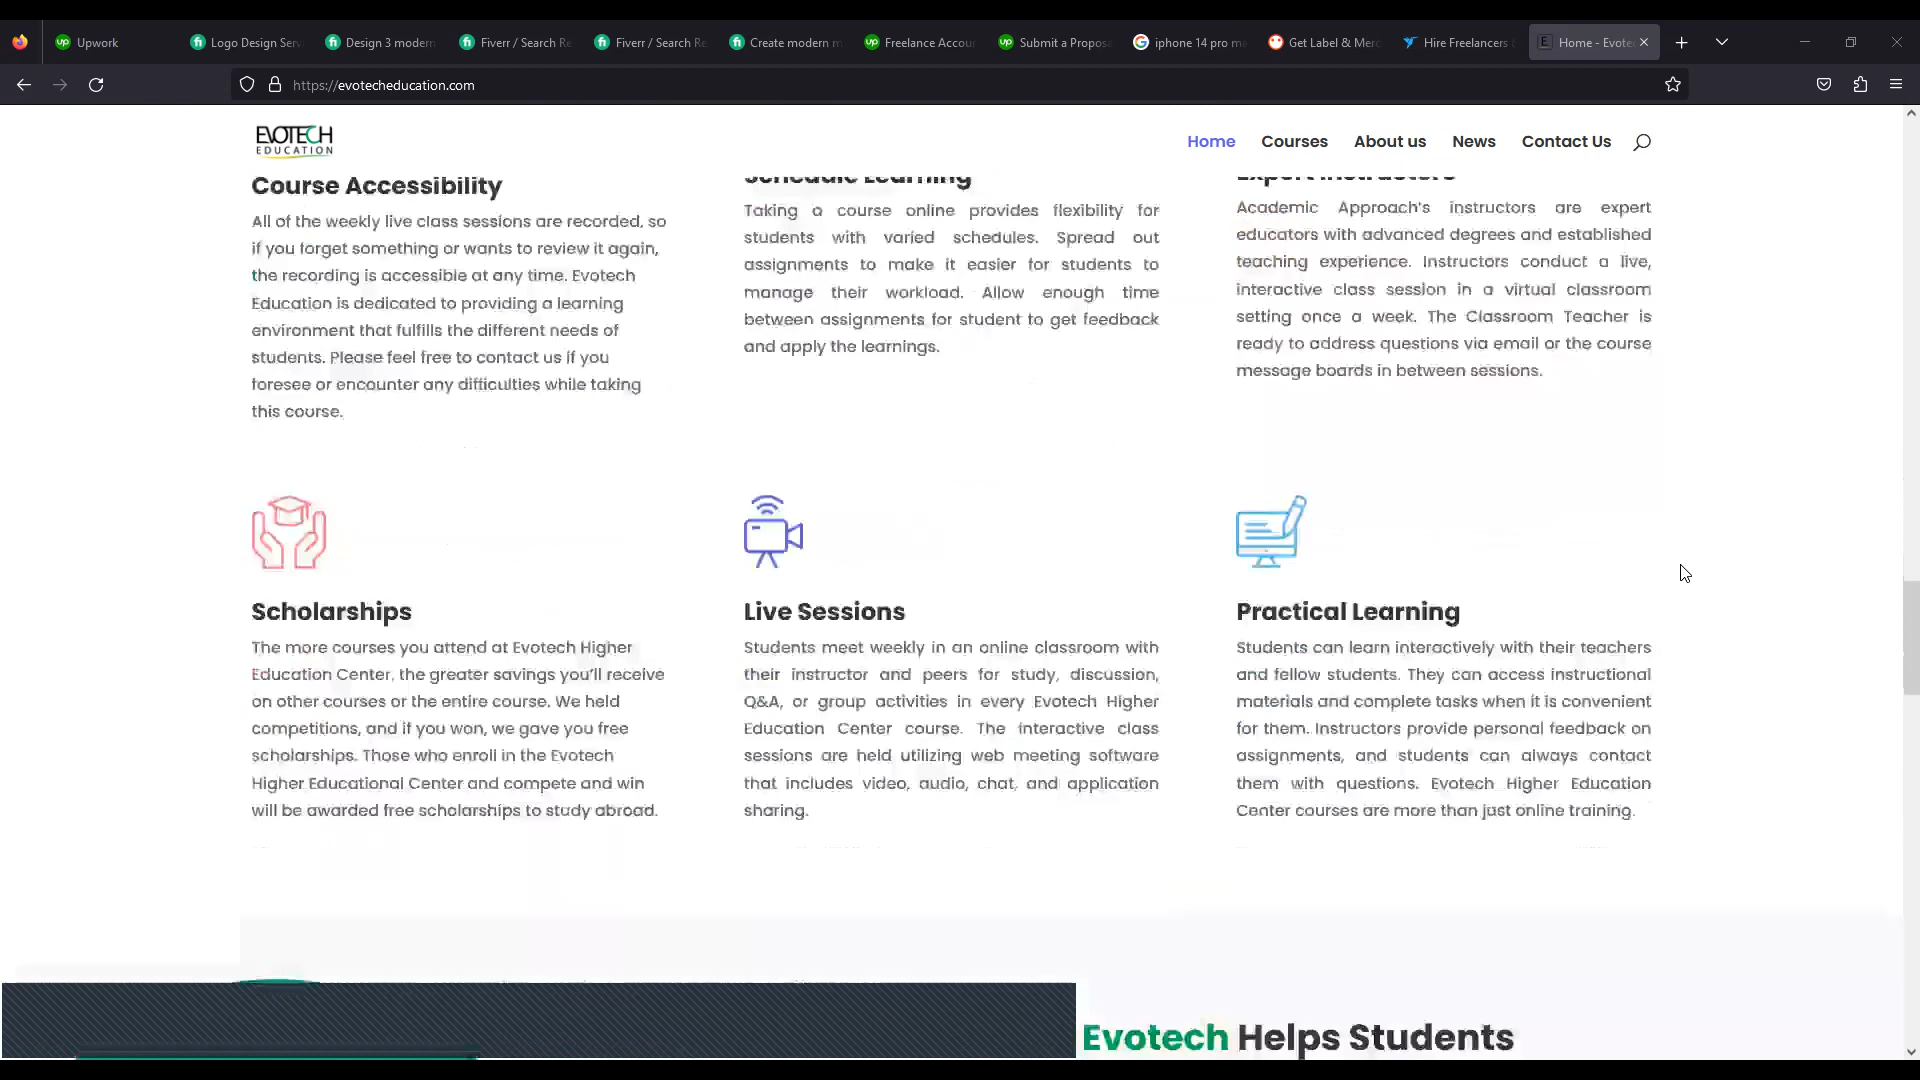 Upwork
Logo Design Serv
Design 3 modern
Fiverr / Search Re
Fiverr / Search Re
Create modern m
Freelance Accou
Submit a Proposa
iphone 14 pro m
Get Label & Merc
Hire Freelancers
Home - Evote
https://evotecheducation.com
EVOTECH
EDUCATION
Home
Courses
About us
News
Contact Us
Course Accessibility
All of the weekly live class sessions are recorded, so
if you forget something or wants to review it again,
the recording is accessible at any time. Evotech
Education is dedicated to providing a learning
environment that fulfills the different needs of
students. Please feel free to contact us if you
foresee or encounter any difficulties while taking
this course.
Schedule Learning
Taking a course online provides flexibility for
students with varied schedules. Spread out
assignments to make it easier for students to
manage their workload. Allow enough time
between assignments for student to get feedback
and apply the learnings.
Expert Instructors
Academic Approach's instructors are expert
educators with advanced degrees and established
teaching experience. Instructors conduct a live,
interactive class session in a virtual classroom
setting once a week. The Classroom Teacher is
ready to address questions via email or the course
message boards in between sessions.
Scholarships
The more courses you attend at Evotech Higher
Education Center, the greater savings you'll receive
on other courses or the entire course. We held
competitions, and if you won, we gave you free
scholarships. Those who enroll in the Evotech
Higher Educational Center and compete and win
will be awarded free scholarships to study abroad.
Live Sessions
Students meet weekly in an online classroom with
their instructor and peers for study, discussion,
Q&A, or group activities in every Evotech Higher
Education Center course. The interactive class
sessions are held utilizing web meeting software
that includes video, audio, chat, and application
sharing.
Practical Learning
Students can learn interactively with their teachers
and fellow students. They can access instructional
materials and complete tasks when it is convenient
for them. Instructors provide personal feedback on
assignments, and students can always contact
them with questions. Evotech Higher Education
Center courses are more than just online training.
Evotech Helps Students